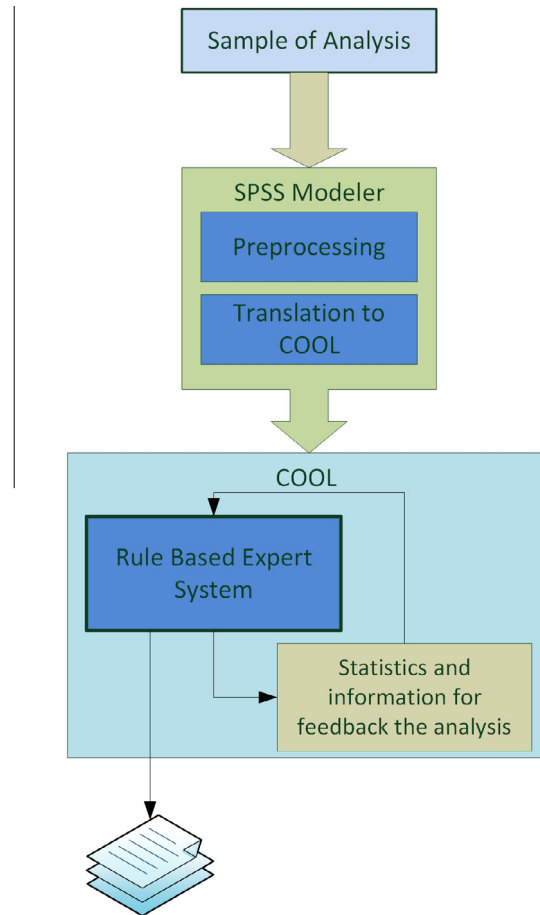 Sample of Analysis
SPSS Modeler
Preprocessing
Translation to
COOL
COOL
Rule Based Expert
System
Statistics and
information for
feedback the analysis